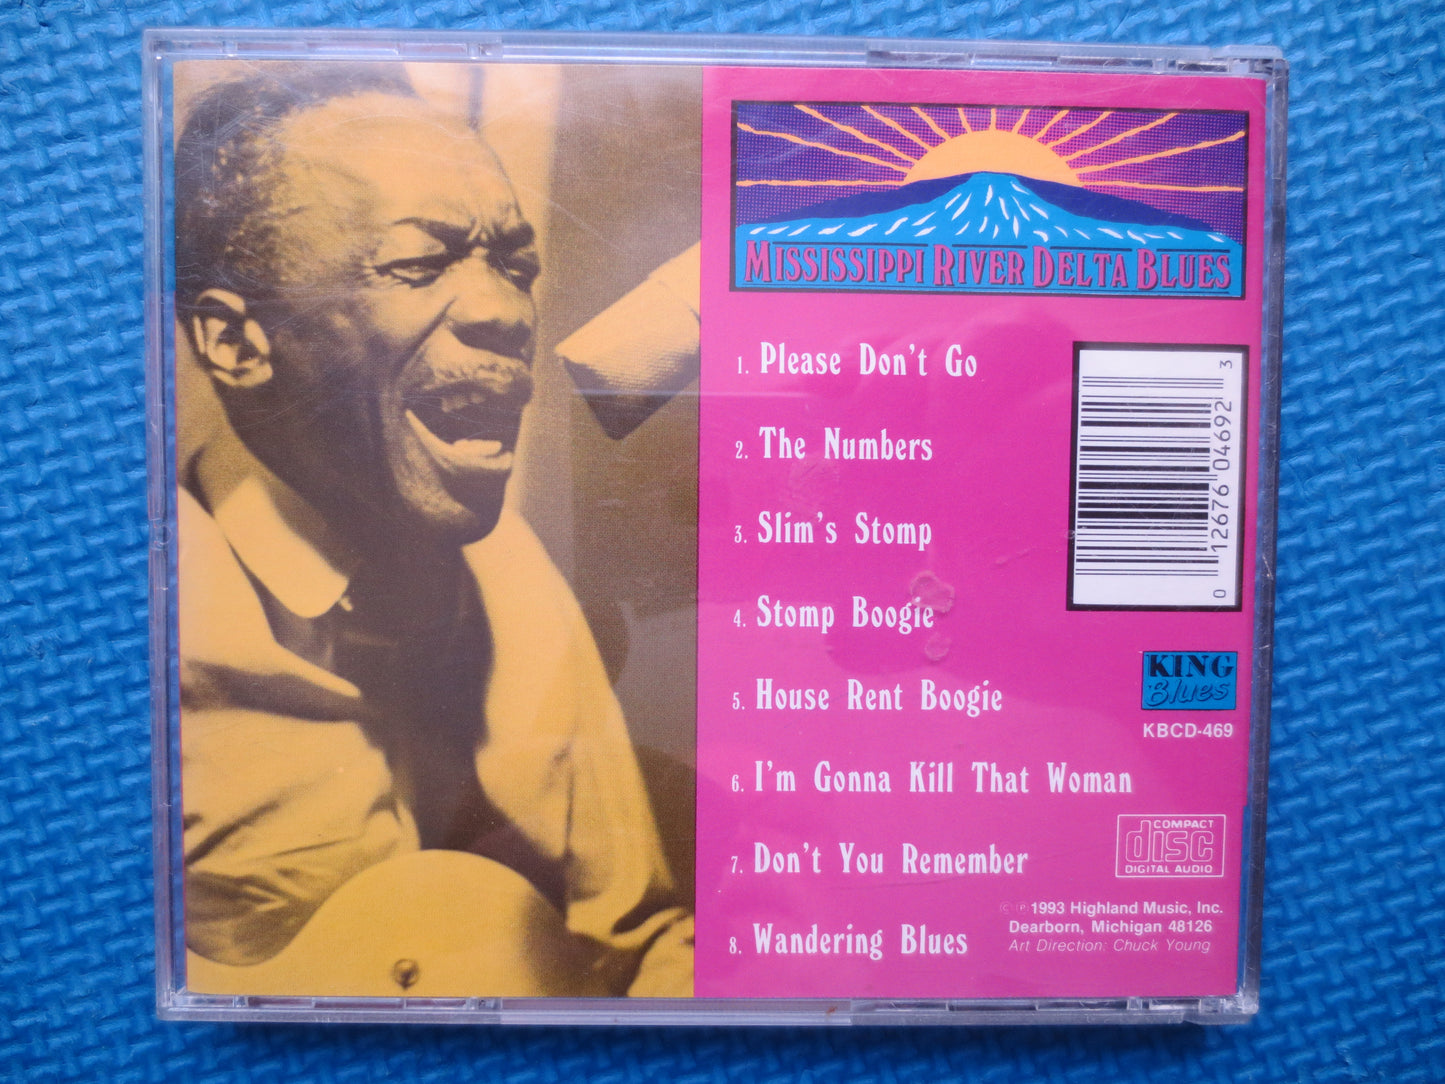 MISSISSIPPI RIVER DELTA BLUES
1. Please Don't Go
2. The Numbers
3. Slim's Stomp
4. Stomp Boogie
5. House Rent Boogie
6. I'm Gonna Kill That Woman
7. Don't You Remember
8. Wandering Blues
0 12676 04692 3
KING
Blues
KBCD-469
COMPACT
disc
DIGITAL AUDIO
© ℗ 1993 Highland Music, Inc.
Dearborn, Michigan 48126
Art Direction: Chuck Young